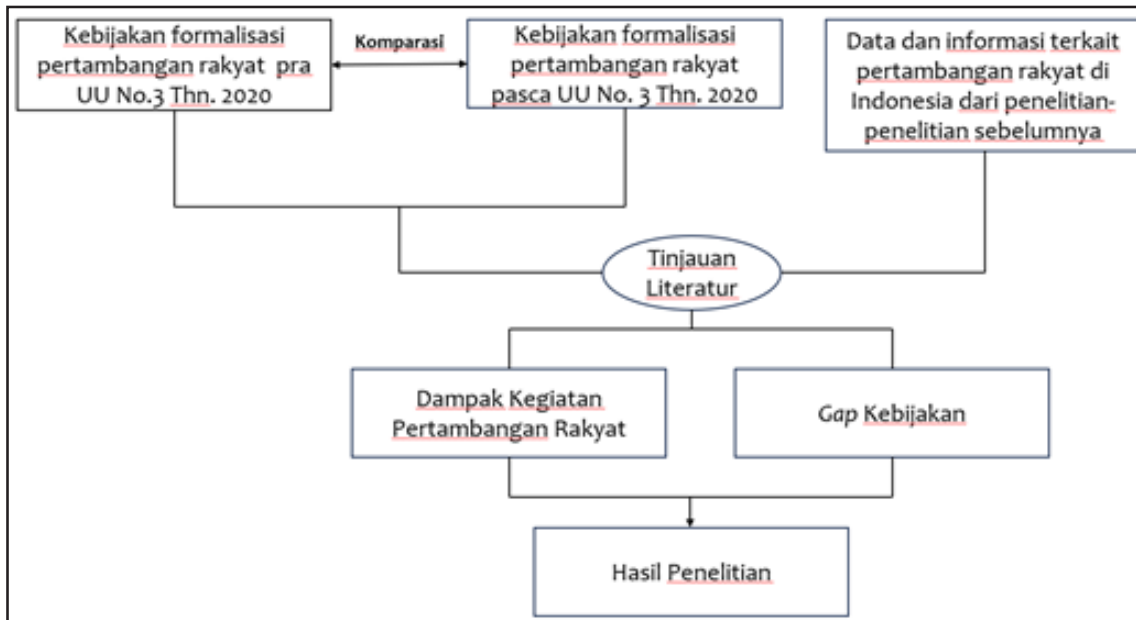 Kebijakan formalisasi
pertambangan rakyat pra
UU No.3 Thn. 2020
Komparasi
Kebijakan formalisasi
pertambangan rakyat
pasca UU No. 3 Thn. 2020
Data dan informasi terkait
pertambangan rakyat di
Indonesia dari penelitian-
penelitian sebelumnya
Tinjauan
Literatur
Dampak Kegiatan
Pertambangan Rakyat
Gap Kebijakan
Hasil Penelitian